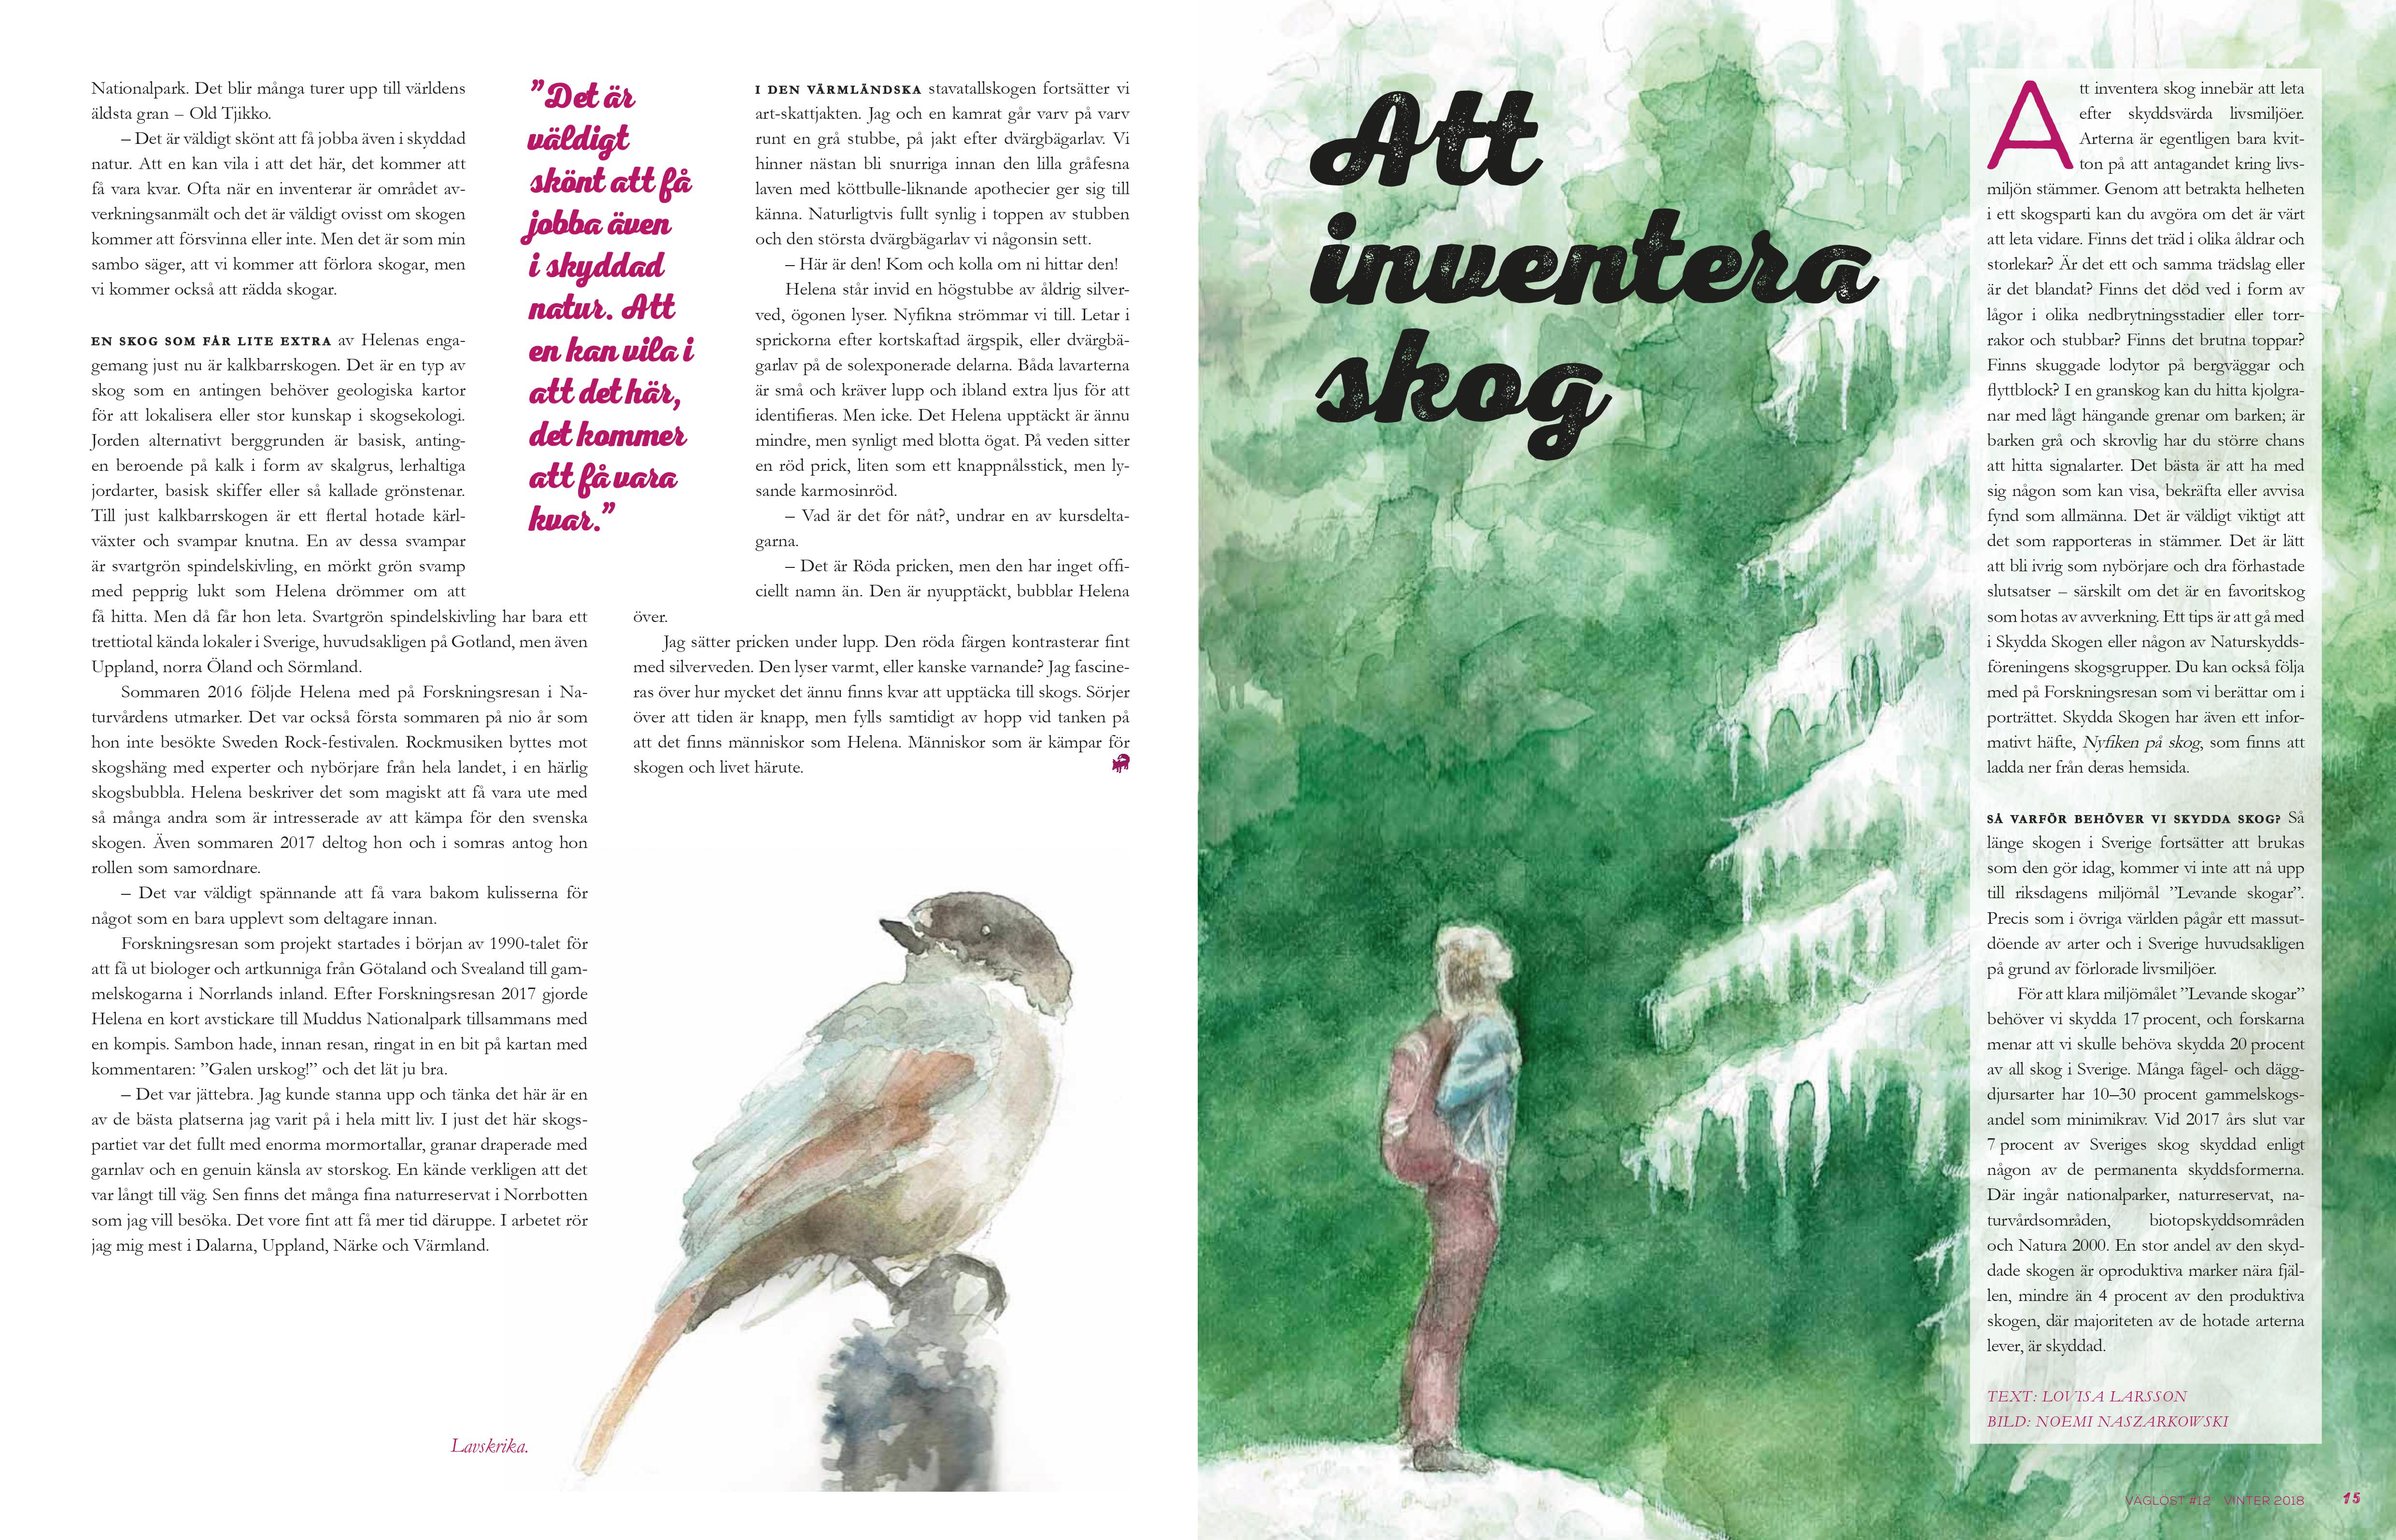 Nationalpark. Det blir många turer upp till världens
äldsta gran – Old Tjikko.
– Det är väldigt skönt att få jobba även i skyddad
natur. Att en kan vila i att det här, det kommer att
få vara kvar. Ofta när en inventerar är området av-
verkningsanmält och det är väldigt ovisst om skogen
kommer att försvinna eller inte. Men det är som min
sambo säger, att vi kommer att förlora skogar, men
vi kommer också att rädda skogar.
EN SKOG SOM FÅR LITE EXTRA av Helenas enga-
gemang just nu är kalkbarrskogen. Det är en typ av
skog som en antingen behöver geologiska kartor
för att lokalisera eller stor kunskap i skogsekologi.
Jorden alternativt berggrunden är basisk, anting-
en beroende på kalk i form av skalgrus, lerhaltiga
jordarter, basisk skiffer eller så kallade grönstenar.
Till just kalkbarrskogen är ett flertal hotade kärl-
växter och svampar knutna. En av dessa svampar
är svartgrön spindelskivling, en mörkt grön svamp
med pepprig lukt som Helena drömmer om att
få hitta. Men då får hon leta. Svartgrön spindelskivling har bara ett
trettiotal kända lokaler i Sverige, huvudsakligen på Gotland, men även
Uppland, norra Öland och Sörmland.
Sommaren 2016 följde Helena med på Forskningsresan i Na-
turvårdens utmarker. Det var också första sommaren på nio år som
hon inte besökte Sweden Rock-festivalen. Rockmusiken byttes mot
skogshäng med experter och nybörjare från hela landet, i en härlig
skogsbubbla. Helena beskriver det som magiskt att få vara ute med
så många andra som är intresserade av att kämpa för den svenska
skogen. Även sommaren 2017 deltog hon och i somras antog hon
rollen som samordnare.
– Det var väldigt spännande att få vara bakom kulisserna för
något som en bara upplevt som deltagare innan.
Forskningsresan som projekt startades i början av 1990-talet för
att få ut biologer och artkunniga från Götaland och Svealand till gam-
melskogarna i Norrlands inland. Efter Forskningsresan 2017 gjorde
Helena en kort avstickare till Muddus Nationalpark tillsammans med
en kompis. Sambon hade, innan resan, ringat in en bit på kartan med
kommentaren: ”Galen urskog!” och det lät ju bra.
– Det var jättebra. Jag kunde stanna upp och tänka det här är en
av de bästa platserna jag varit på i hela mitt liv. I just det här skogs-
partiet var det fullt med enorma mormortallar, granar draperade med
garnlav och en genuin känsla av storskog. En kände verkligen att det
var långt till väg. Sen finns det många fina naturreservat i Norrbotten
som jag vill besöka. Det vore fint att få mer tid däruppe. I arbetet rör
jag mig mest i Dalarna, Uppland, Närke och Värmland.
”Det är
väldigt
skönt att få
jobba även
i skyddad
natur. Att
en kan vila i
att det här,
det kommer
att få vara
kvar.”
I DEN VÄRMLÄNDSKA stavatallskogen fortsätter vi
art-skattjakten. Jag och en kamrat går varv på varv
runt en grå stubbe, på jakt efter dvärgbägarlav. Vi
hinner nästan bli snurriga innan den lilla gråfesna
laven med köttbulle-liknande apothecier ger sig till
känna. Naturligtvis fullt synlig i toppen av stubben
och den största dvärgbägarlav vi någonsin sett.
– Här är den! Kom och kolla om ni hittar den!
Helena står invid en högstubbe av åldrig silver-
ved, ögonen lyser. Nyfikna strömmar vi till. Letar i
sprickorna efter kortskaftad ärgspik, eller dvärgbä-
garlav på de solexponerade delarna. Båda lavarterna
är små och kräver lupp och ibland extra ljus för att
identifieras. Men icke. Det Helena upptäckt är ännu
mindre, men synligt med blotta ögat. På veden sitter
en röd prick, liten som ett knappnålsstick, men ly-
sande karmosinröd.
– Vad är det för nåt?, undrar en av kursdelta-
garna.
– Det är Röda pricken, men den har inget offi-
ciellt namn än. Den är nyupptäckt, bubblar Helena
över.
Jag sätter pricken under lupp. Den röda färgen kontrasterar fint
med silverveden. Den lyser varmt, eller kanske varnande? Jag fascine-
ras över hur mycket det ännu finns kvar att upptäcka till skogs. Sörjer
över att tiden är knapp, men fylls samtidigt av hopp vid tanken på
att det finns människor som Helena. Människor som är kämpar för
skogen och livet härute.
Lavskrika.
Att
inventera
skog
Att inventera skog innebär att leta
efter skyddsvärda livsmiljöer.
Arterna är egentligen bara kvit-
ton på att antagandet kring livs-
miljön stämmer. Genom att betrakta helheten
i ett skogsparti kan du avgöra om det är värt
att leta vidare. Finns det träd i olika åldrar och
storlekar? Är det ett och samma trädslag eller
är det blandat? Finns det död ved i form av
lågor i olika nedbrytningsstadier eller torr-
rakor och stubbar? Finns det brutna toppar?
Finns skuggade lodytor på bergväggar och
flyttblock? I en granskog kan du hitta kjolgra-
nar med lågt hängande grenar om barken; är
barken grå och skrovlig har du större chans
att hitta signalarter. Det bästa är att ha med
sig någon som kan visa, bekräfta eller avvisa
fynd som allmänna. Det är väldigt viktigt att
det som rapporteras in stämmer. Det är lätt
att bli ivrig som nybörjare och dra förhastade
slutsatser – särskilt om det är en favoritskog
som hotas av avverkning. Ett tips är att gå med
i Skydda Skogen eller någon av Naturskydds-
föreningens skogsgrupper. Du kan också följa
med på Forskningsresan som vi berättar om i
porträttet. Skydda Skogen har även ett infor-
mativt häfte, Nyfiken på skog, som finns att
ladda ner från deras hemsida.
SÅ VARFÖR BEHÖVER VI SKYDDA SKOG? Så
länge skogen i Sverige fortsätter att brukas
som den gör idag, kommer vi inte att nå upp
till riksdagens miljömål ”Levande skogar”.
Precis som i övriga världen pågår ett massut-
döende av arter och i Sverige huvudsakligen
på grund av förlorade livsmiljöer.
För att klara miljömålet ”Levande skogar”
behöver vi skydda 17 procent, och forskarna
menar att vi skulle behöva skydda 20 procent
av all skog i Sverige. Många fågel- och dägg-
djursarter har 10–30 procent gammelskogs-
andel som minimikrav. Vid 2017 års slut var
7 procent av Sveriges skog skyddad enligt
någon av de permanenta skyddsformerna.
Där ingår nationalparker, naturreservat, na-
turvårdsområden, biotopskyddsområden
och Natura 2000. En stor andel av den skyd-
dade skogen är oproduktiva marker nära fjäl-
len, mindre än 4 procent av den produktiva
skogen, där majoriteten av de hotade arterna
lever, är skyddad.
TEXT: LOVISA LARSSON
BILD: NOEMI NASZARKOWSKI
VÄGLÖST #12 VINTER 2018 15